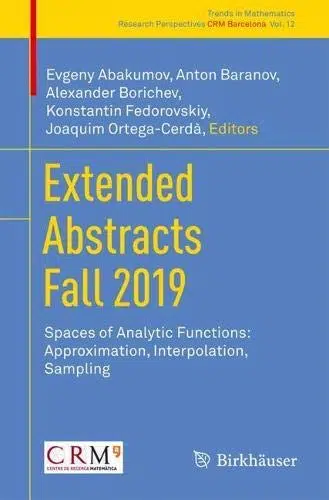 Trends in Mathematics
Research Perspectives CRM Barcelona Vol. 12
Evgeny Abakumov, Anton Baranov,
Alexander Borichev,
Konstantin Fedorovskiy,
Joaquim Ortega-Cerdà, Editors
Extended
Abstracts
Fall 2019
Spaces of Analytic Functions:
Approximation, Interpolation,
Sampling
CRM
CENTRE DE RECERCA MATEMÀTICA
Birkhäuser